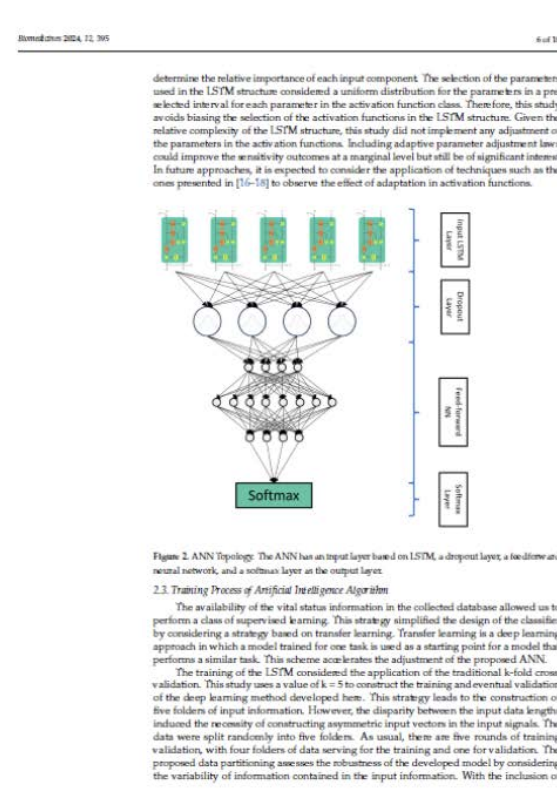 Biomedicines 2024, 12, 395
6 of 1
determine the relative importance of each input component. The selection of the parameters
used in the LSTM structure considered a uniform distribution for the parameters in a pre
selected interval for each parameter in the activation function class. Therefore, this study
avoids biasing the selection of the activation functions in the LSTM structure. Given the
relative complexity of the LSTM structure, this study did not implement any adjustment o
the parameters in the activation functions. Including adaptive parameter adjustment laws
could improve the sensitivity outcomes at a marginal level but still be of significant interest
In future approaches, it is expected to consider the application of techniques such as the
ones presented in [16–18] to observe the effect of adaptation in activation functions.
Input LSTM
Layer
Dropout
Layer
Feed-forward
NN
Softmax
Layer
Softmax
Figure 2. ANN Topology. The ANN has an input layer based on LSTM, a dropout layer, a feedforwar
neural network, and a softmax layer as the output layer.
2.3. Training Process of Artificial Intelligence Algorithm
The availability of the vital status information in the collected database allowed us to
perform a class of supervised learning. This strategy simplified the design of the classifie
by considering a strategy based on transfer learning. Transfer learning is a deep learning
approach in which a model trained for one task is used as a starting point for a model that
performs a similar task. This scheme accelerates the adjustment of the proposed ANN.
The training of the LSTM considered the application of the traditional k-fold cross
validation. This study uses a value of k = 5 to construct the training and eventual validation
of the deep learning method developed here. This strategy leads to the construction o
five folders of input information. However, the disparity between the input data length
induced the necessity of constructing asymmetric input vectors in the input signals. The
data were split randomly into five folders. As usual, there are five rounds of training
validation, with four folders of data serving for the training and one for validation. The
proposed data partitioning assesses the robustness of the developed model by considering
the variability of information contained in the input information. With the inclusion o